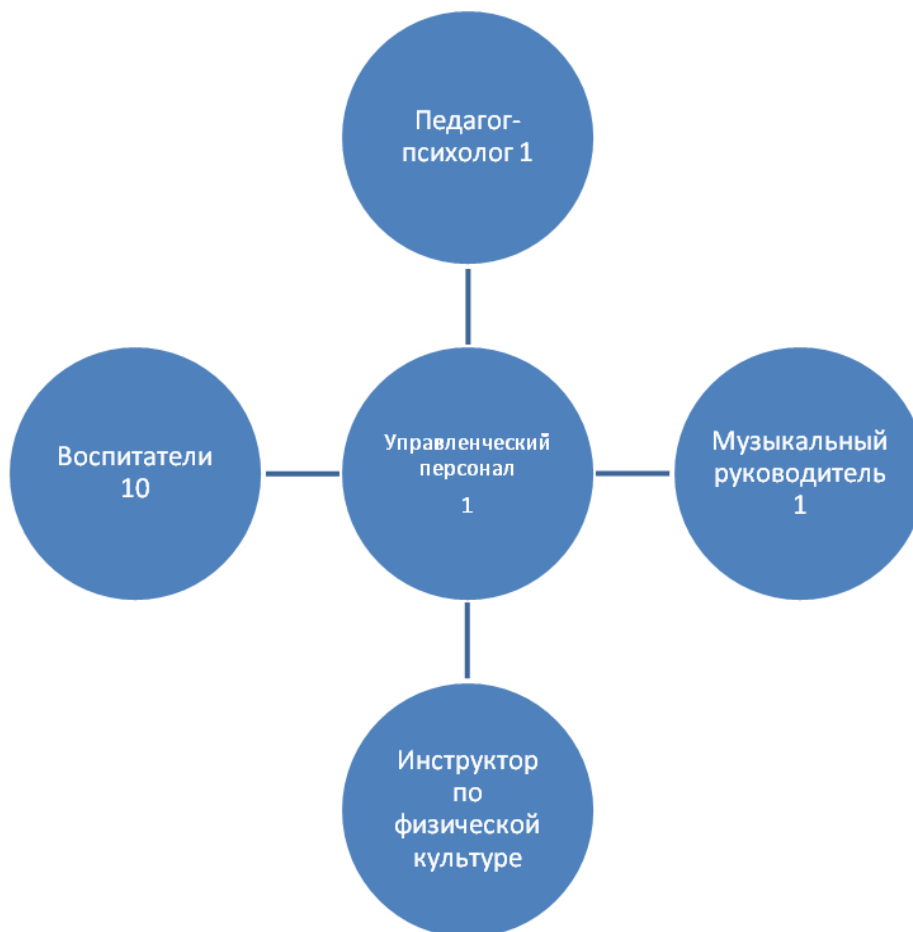 Педагог-
психолог 1
Воспитатели
10
Управленческий
персонал
1
Музыкальный
руководитель
1
Инструктор
по
физической
культуре